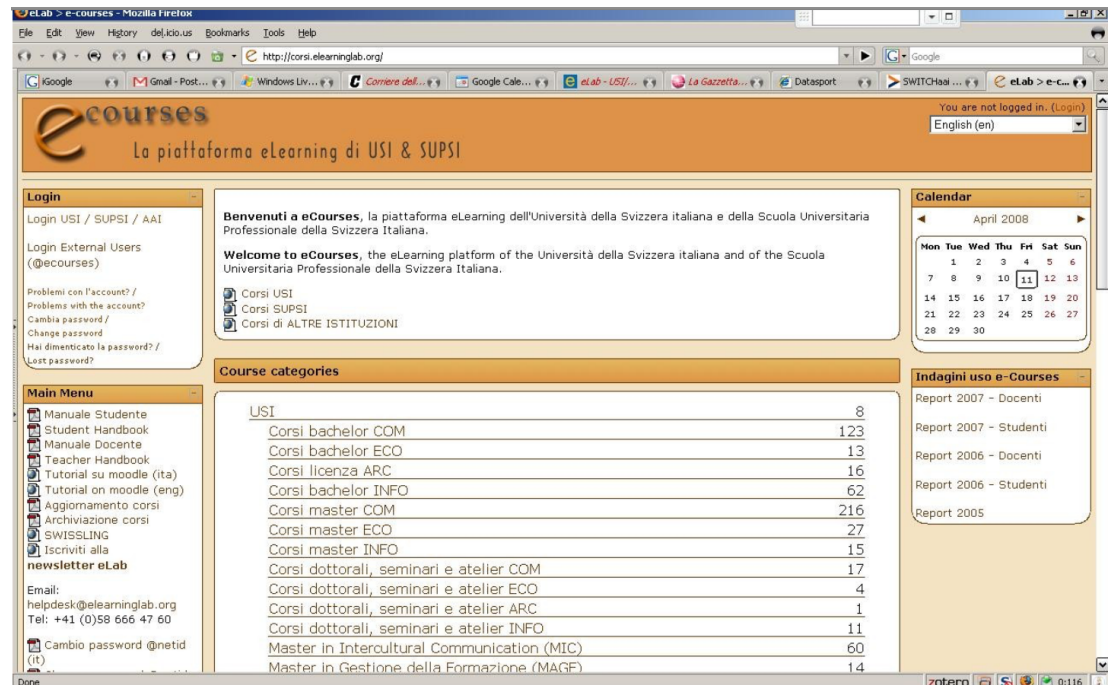 eLab > e-courses - Mozilla Firefox
File Edit View History del.icio.us Bookmarks Tools Help
http://corsi.elearninglab.org/
Google
iGoogle
Gmail - Post...
Windows Liv...
Corriere dell...
Google Cale...
eLab - USI/...
La Gazzetta...
Datasport
SWITCHaai ...
eLab > e-c...
ecourses
La piattaforma eLearning di USI & SUPSI
You are not logged in. (Login)
English (en)
Login
Login USI / SUPSI / AAI
Login External Users
(@ecourses)
Problemi con l'account? /
Problems with the account?
Cambia password /
Change password
Hai dimenticato la password? /
Lost password?
Main Menu
Manuale Studente
Student Handbook
Manuale Docente
Teacher Handbook
Tutorial su moodle (ita)
Tutorial on moodle (eng)
Aggiornamento corsi
Archiviazione corsi
SWISSLING
Iscriviti alla
newsletter eLab
Email:
helpdesk@elearninglab.org
Tel: +41 (0)58 666 47 60
Cambio password @netid
(it)
Benvenuti a eCourses, la piattaforma eLearning dell'Università della Svizzera italiana e della Scuola Universitaria
Professionale della Svizzera Italiana.
Welcome to eCourses, the eLearning platform of the Università della Svizzera italiana and of the Scuola
Universitaria Professionale della Svizzera Italiana.
Corsi USI
Corsi SUPSI
Corsi di ALTRE ISTITUZIONI
Course categories
USI 8
Corsi bachelor COM 123
Corsi bachelor ECO 13
Corsi licenza ARC 16
Corsi bachelor INFO 62
Corsi master COM 216
Corsi master ECO 27
Corsi master INFO 15
Corsi dottorali, seminari e atelier COM 17
Corsi dottorali, seminari e atelier ECO 4
Corsi dottorali, seminari e atelier ARC 1
Corsi dottorali, seminari e atelier INFO 11
Master in Intercultural Communication (MIC) 60
Master in Gestione della Formazione (MAGF) 14
Calendar
April 2008
Mon Tue Wed Thu Fri Sat Sun
1 2 3 4 5 6
7 8 9 10 11 12 13
14 15 16 17 18 19 20
21 22 23 24 25 26 27
28 29 30
Indagini uso e-Courses
Report 2007 - Docenti
Report 2007 - Studenti
Report 2006 - Docenti
Report 2006 - Studenti
Report 2005
Done
zotero
0:116